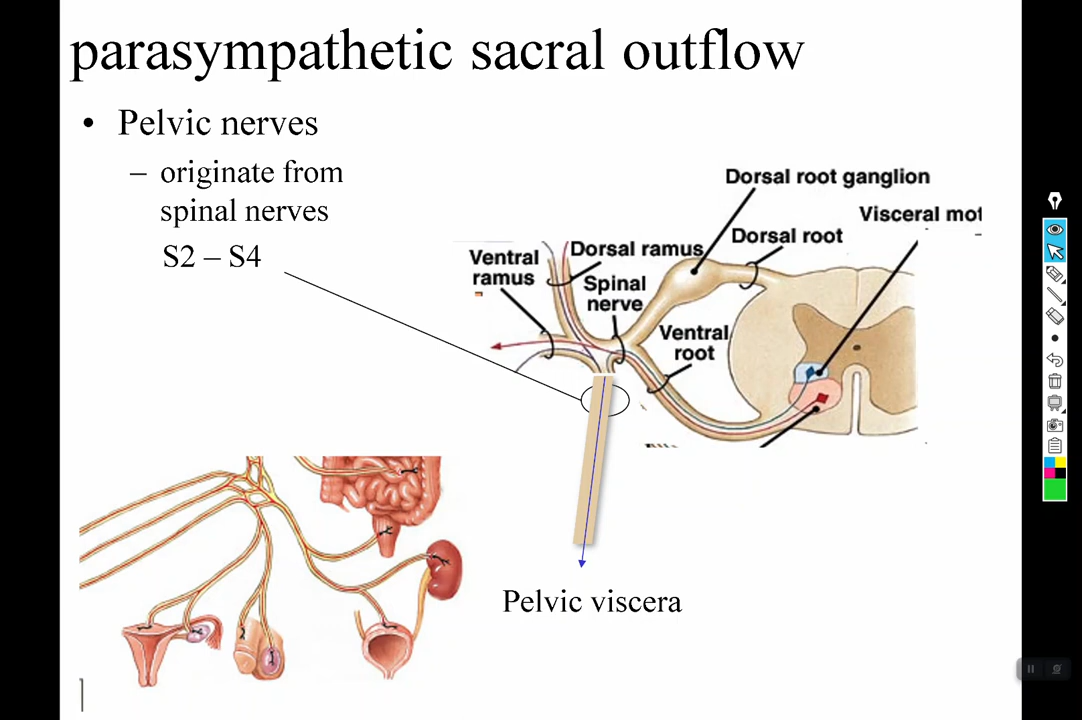 parasympathetic sacral outflow
• Pelvic nerves
– originate from
spinal nerves
S2 – S4
Dorsal root ganglion
Visceral mot
Dorsal root
Dorsal ramus
Ventral
ramus
Spinal
nerve
Ventral
root
Pelvic viscera